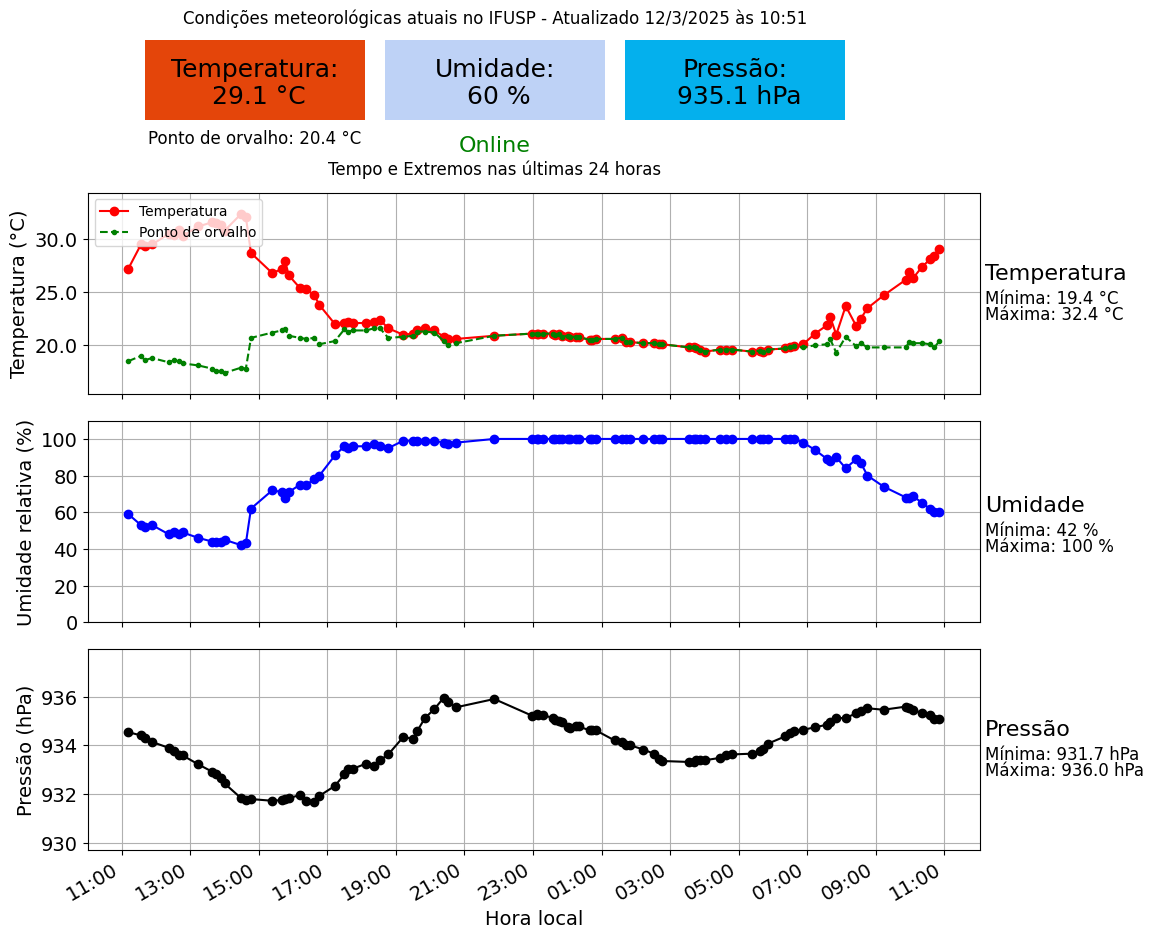 Condições meteorológicas atuais no IFUSP - Atualizado 12/3/2025 às 10:51
Temperatura:
29.1 °C
Umidade:
60 %
Pressão:
935.1 hPa
Ponto de orvalho: 20.4 °C
Online
Tempo e Extremos nas últimas 24 horas
Temperatura (°C)
30.0
25.0
20.0
Temperatura
Ponto de orvalho
Temperatura
Mínima: 19.4 °C
Máxima: 32.4 °C
Umidade relativa (%)
100
80
60
40
20
0
Umidade
Mínima: 42 %
Máxima: 100 %
Pressão (hPa)
936
934
932
930
Pressão
Mínima: 931.7 hPa
Máxima: 936.0 hPa
11:00
13:00
15:00
17:00
19:00
21:00
23:00
01:00
03:00
05:00
07:00
09:00
11:00
Hora local